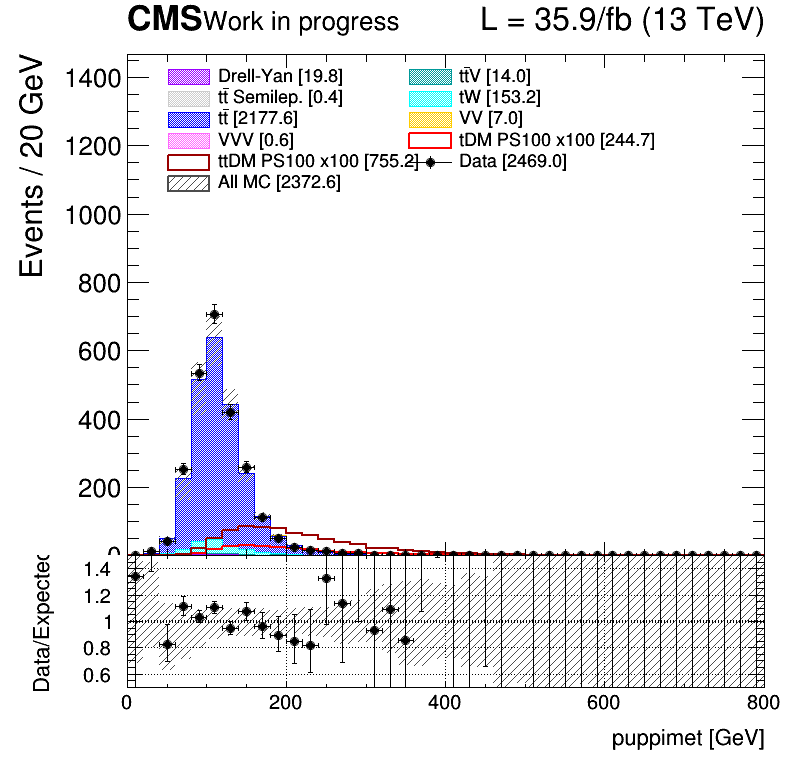 CMS Work in progress L = 35.9/fb (13 TeV)
Events / 20 GeV
1400
1200
1000
800
600
400
200
0
Drell-Yan [19.8] tt̄V [14.0]
tt̄ Semilep. [0.4] tW [153.2]
tt̄ [2177.6] VV [7.0]
VVV [0.6] tDM PS100 x100 [244.7]
ttDM PS100 x100 [755.2] Data [2469.0]
All MC [2372.6]
Data/Expected
1.4
1.2
1
0.8
0.6
0 200 400 600 800
puppimet [GeV]